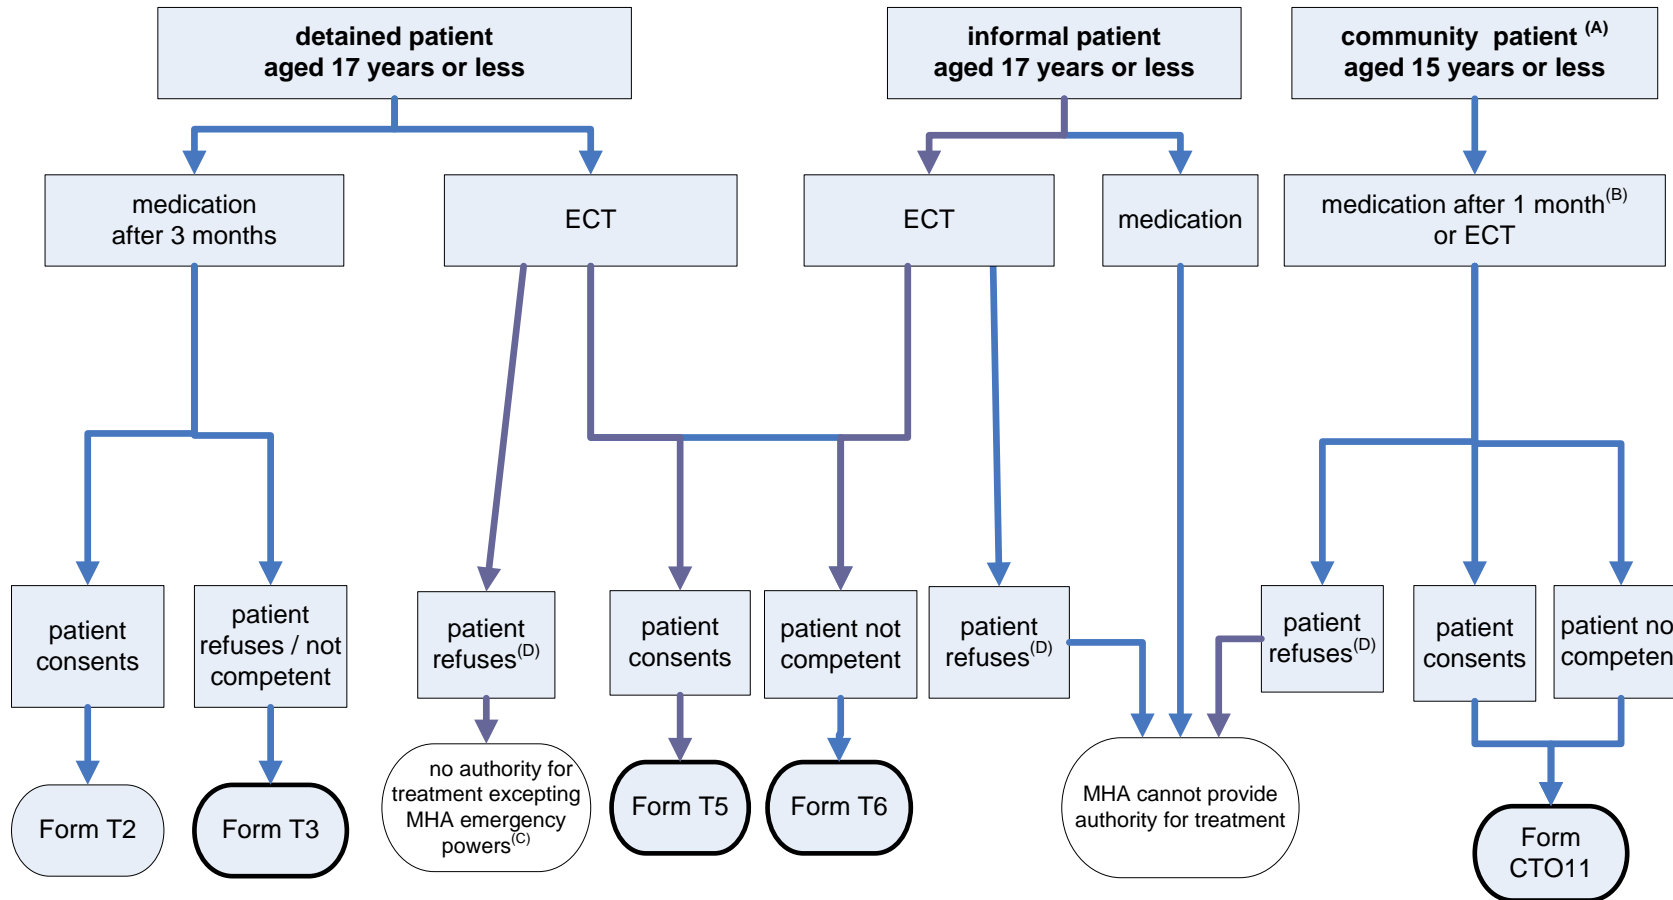 detained patient
aged 17 years or less
informal patient
aged 17 years or less
community patient (A)
aged 15 years or less
medication
after 3 months
ECT
ECT
medication
medication after 1 month(B)
or ECT
patient
consents
patient
refuses / not
competent
patient
refuses(D)
patient
consents
patient not
competent
patient
refuses(D)
patient
refuses(D)
patient
consents
patient no
competent
Form T2
Form T3
no authority for
treatment excepting
MHA emergency
powers(C)
Form T5
Form T6
MHA cannot provide
authority for treatment
Form
CTO11